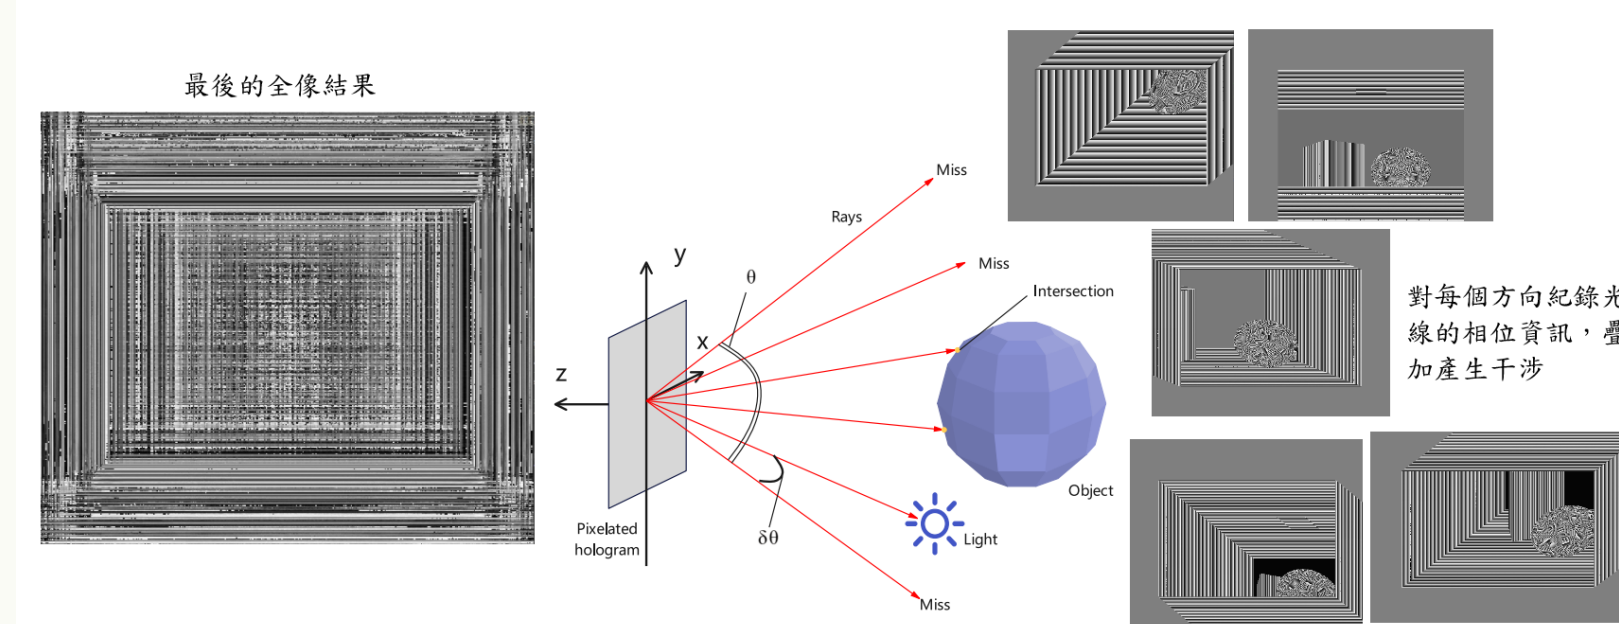 最後的全像結果
Miss
Rays
y
Miss
θ
Intersection
x
z
對每個方向紀錄光
線的相位資訊，疊
加產生干涉
Object
Pixelated
hologram
δθ
Light
Miss